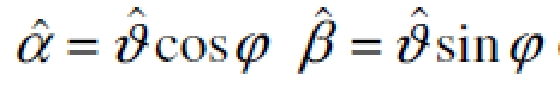 α̂ = ϑ̂ cos φ β̂ = ϑ̂ sin φ